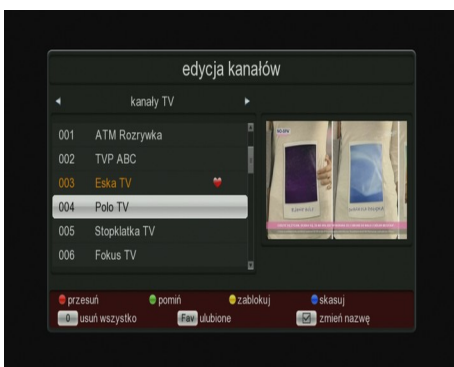 edycja kanałów
kanały TV
001 ATM Rozrywka
002 TVP ABC
003 Eska TV
004 Polo TV
005 Stopklatka TV
006 Fokus TV
przesuń pomiń zablokuj skasuj
0 usuń wszystko Fav ulubione zmień nazwę